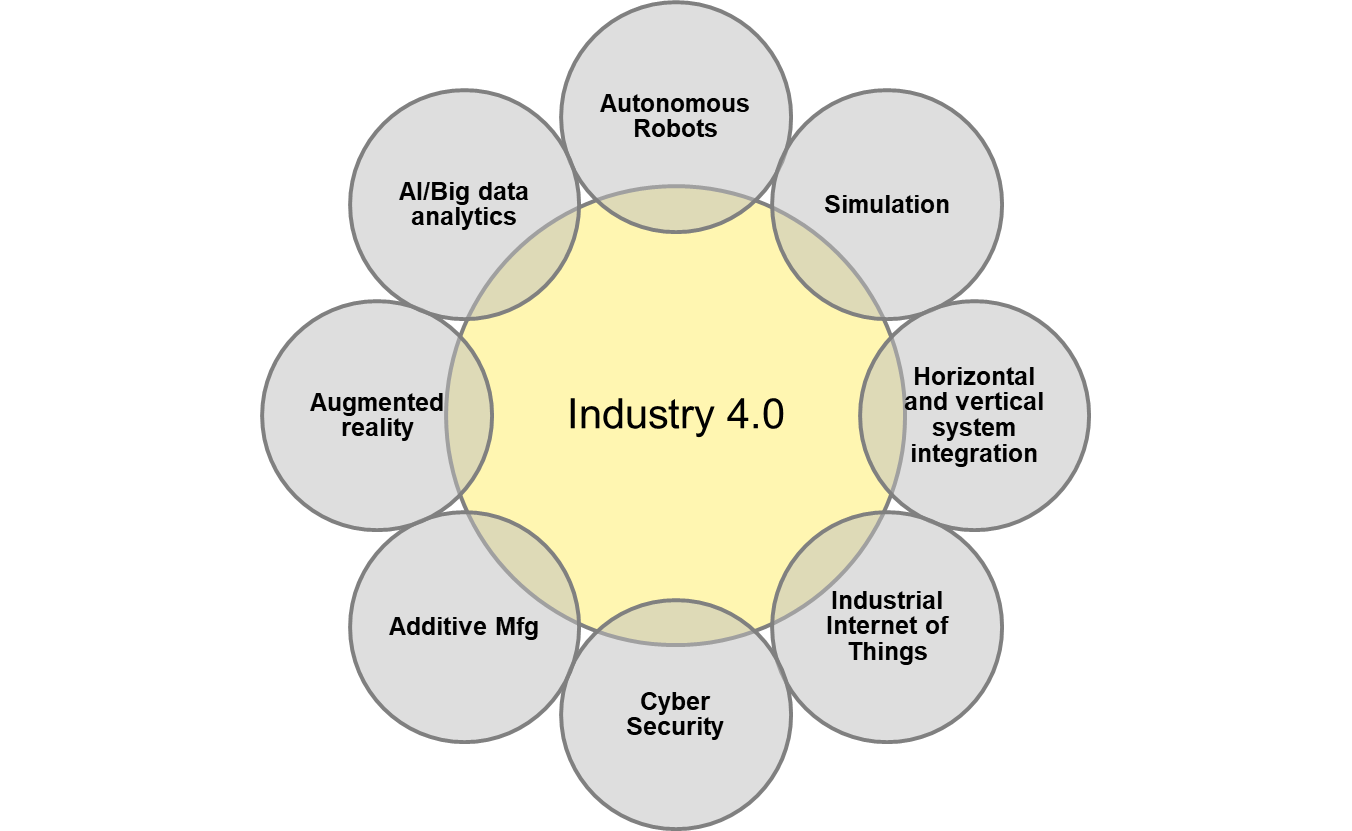 Autonomous
Robots
AI/Big data
analytics
Simulation
Augmented
reality
Industry 4.0
Horizontal
and vertical
system
integration
Additive Mfg
Industrial
Internet of
Things
Cyber
Security